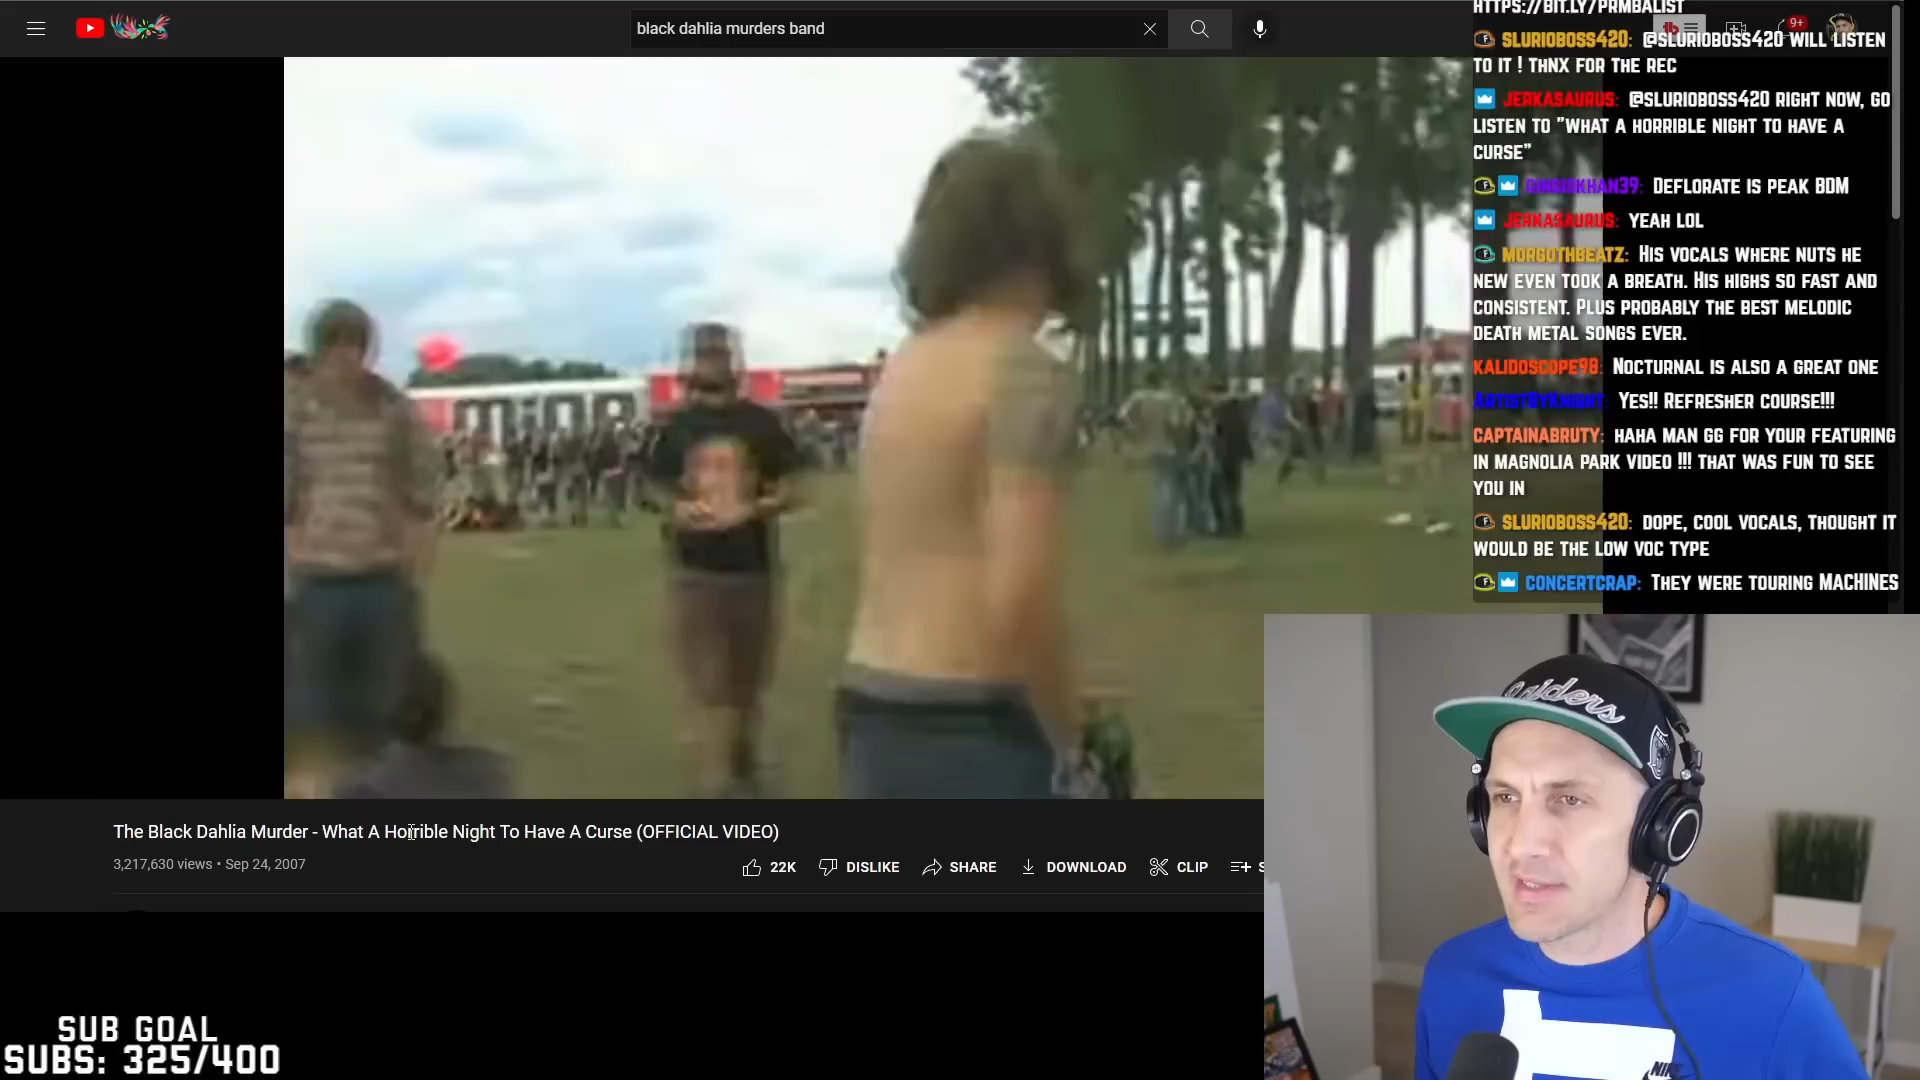 black dahlia murders band
9+
HTTPS://BIT.LY/PRMBALIST
SLURIOBOSS420: @SLURIOBOSS420 WILL LISTEN
TO IT ! THNX FOR THE REC
JERKASAURUS: @SLURIOBOSS420 RIGHT NOW, GO
LISTEN TO "WHAT A HORRIBLE NIGHT TO HAVE A
CURSE"
GINGISKHAN39: DEFLORATE IS PEAK BDM
JERKASAURUS: YEAH LOL
MORGOTHBEATZ: HIS VOCALS WHERE NUTS HE
NEW EVEN TOOK A BREATH. HIS HIGHS SO FAST AND
CONSISTENT. PLUS PROBABLY THE BEST MELODIC
DEATH METAL SONGS EVER.
KALIDOSCOPE98: NOCTURNAL IS ALSO A GREAT ONE
ARTISTBYKNIGHT: YES!! REFRESHER COURSE!!!
CAPTAINABRUTY: HAHA MAN GG FOR YOUR FEATURING
IN MAGNOLIA PARK VIDEO !!! THAT WAS FUN TO SEE
YOU IN
SLURIOBOSS420: DOPE, COOL VOCALS, THOUGHT IT
WOULD BE THE LOW VOC TYPE
CONCERTCRAP: THEY WERE TOURING MACHINES
The Black Dahlia Murder - What A Horrible Night To Have A Curse (OFFICIAL VIDEO)
3,217,630 views • Sep 24, 2007
22K DISLIKE SHARE DOWNLOAD CLIP S
Raiders
NIKE
SUB GOAL
SUBS: 325/400